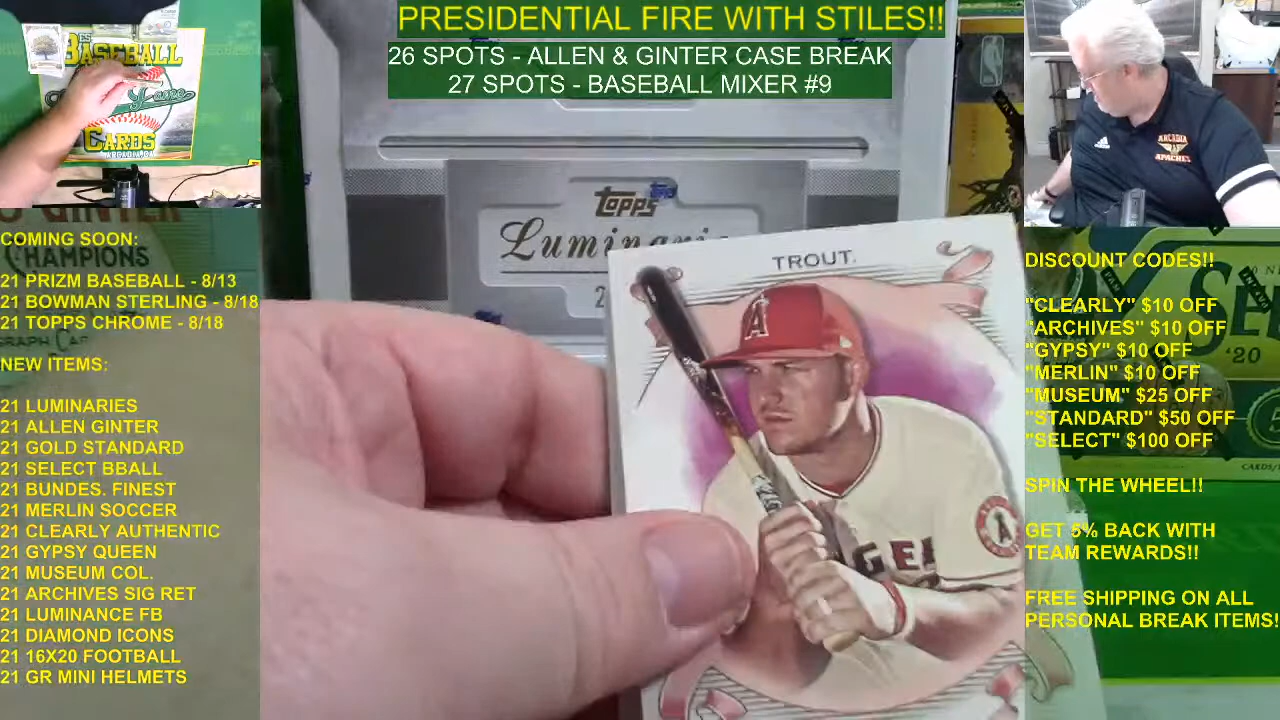 PRESIDENTIAL FIRE WITH STILES!!
26 SPOTS - ALLEN & GINTER CASE BREAK
27 SPOTS - BASEBALL MIXER #9
BASEBALL
CARDS
ARCADIA
APACHES
GINTER
CHAMPIONS
COMING SOON:
21 PRIZM BASEBALL - 8/13
21 BOWMAN STERLING - 8/18
21 TOPPS CHROME - 8/18
NEW ITEMS:
21 LUMINARIES
21 ALLEN GINTER
21 GOLD STANDARD
21 SELECT BBALL
21 BUNDES. FINEST
21 MERLIN SOCCER
21 CLEARLY AUTHENTIC
21 GYPSY QUEEN
21 MUSEUM COL.
21 ARCHIVES SIG RET
21 LUMINANCE FB
21 DIAMOND ICONS
21 16X20 FOOTBALL
21 GR MINI HELMETS
topps
TROUT.
A
DISCOUNT CODES!!
"CLEARLY" $10 OFF
"ARCHIVES" $10 OFF
"GYPSY" $10 OFF
"MERLIN" $10 OFF
"MUSEUM" $25 OFF
"STANDARD" $50 OFF
"SELECT" $100 OFF
SPIN THE WHEEL!!
GET 5% BACK WITH
TEAM REWARDS!!
FREE SHIPPING ON ALL
PERSONAL BREAK ITEMS!
'20